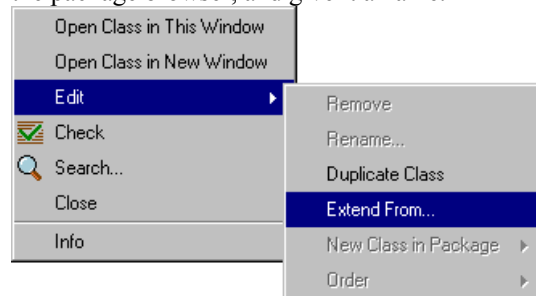 Open Class in This Window
Open Class in New Window
Edit
Check
Search...
Close
Info
Remove
Rename...
Duplicate Class
Extend From...
New Class in Package
Order